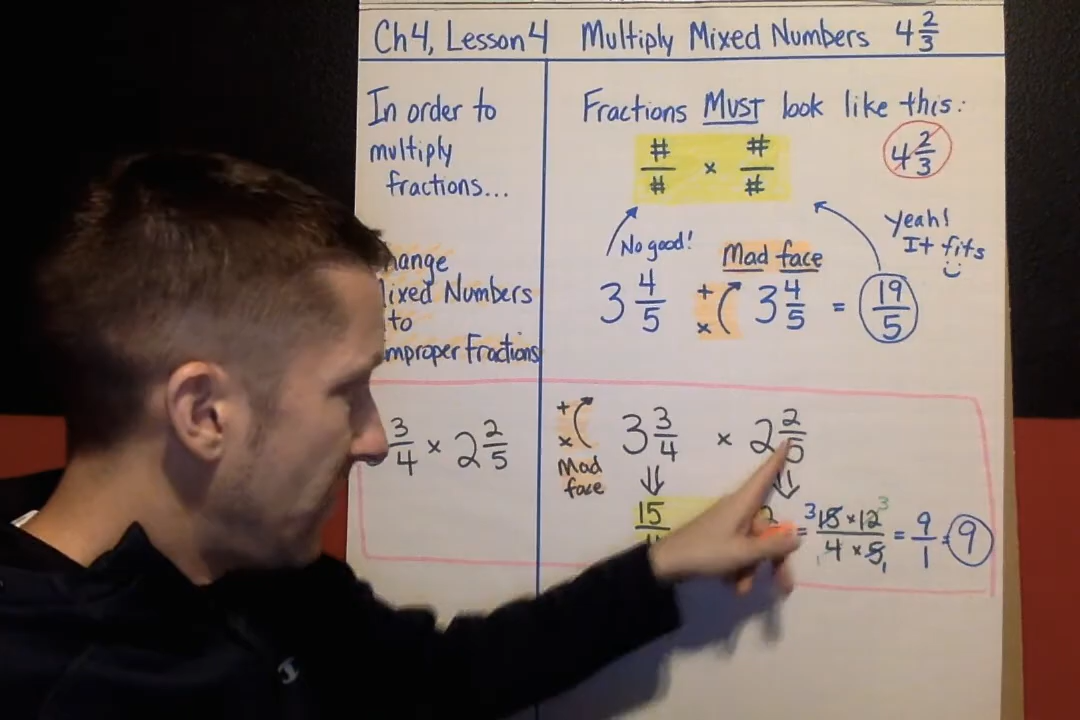 Ch4, Lesson 4 Multiply Mixed Numbers 4 2/3
In order to
multiply
fractions...
Mixed Numbers
to
Fractions
3/4 × 2 2/5
Fractions MUST look like this:
#/# × #/#
4 2/3
No good!
Mad face
Yeah!
It fits
3 4/5 + × 3 4/5 = 19/5
+
×
Mad
face
3 3/4 × 2 2/5
15
= 3 15 × 12 3 / 1 4 × 5 1 = 9/1 = 9